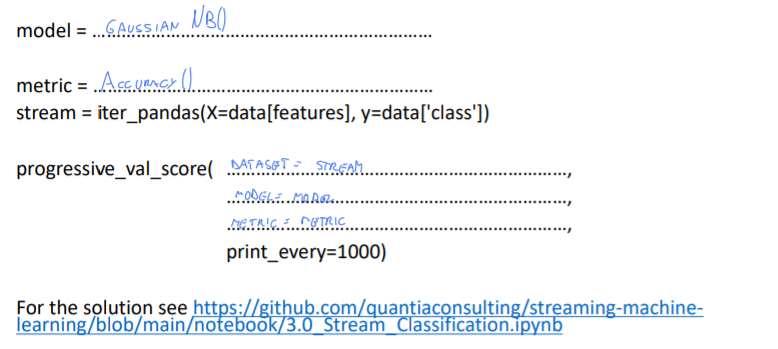 model = ...GAUSSIAN NB()...
metric = ...Accuracy()...
stream = iter_pandas(X=data[features], y=data['class'])
progressive_val_score( DATASET = STREAM...,
...MODEL = MODEL...,
...METRIC = METRIC...,
print_every=1000)
For the solution see https://github.com/quantiaconsulting/streaming-machine-
learning/blob/main/notebook/3.0_Stream_Classification.ipynb